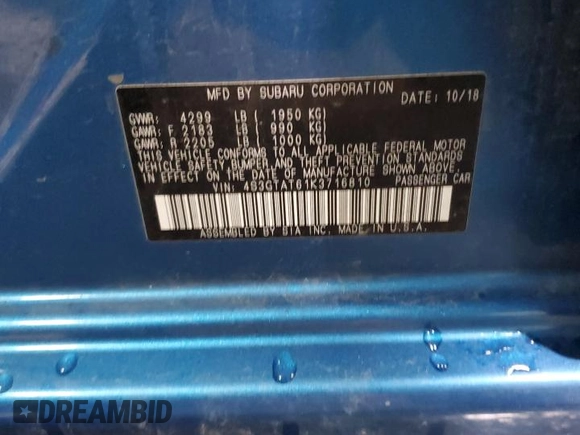 MFD BY SUBARU CORPORATION
DATE: 10/18
GVWR: 4299 LB ( 1950 KG)
GAWR: F 2183 LB ( 990 KG)
GAWR: R 2205 LB ( 1000 KG)
THIS VEHICLE CONFORMS TO ALL APPLICABLE FEDERAL MOTOR
VEHICLE SAFETY, BUMPER AND THEFT PREVENTION STANDARDS
IN EFFECT ON THE DATE OF MANUFACTURE SHOWN ABOVE.
VIN: 4S3GTAT61K3716810 PASSENGER CAR
ASSEMBLED BY SIA INC. MADE IN U.S.A.
DREAMBID